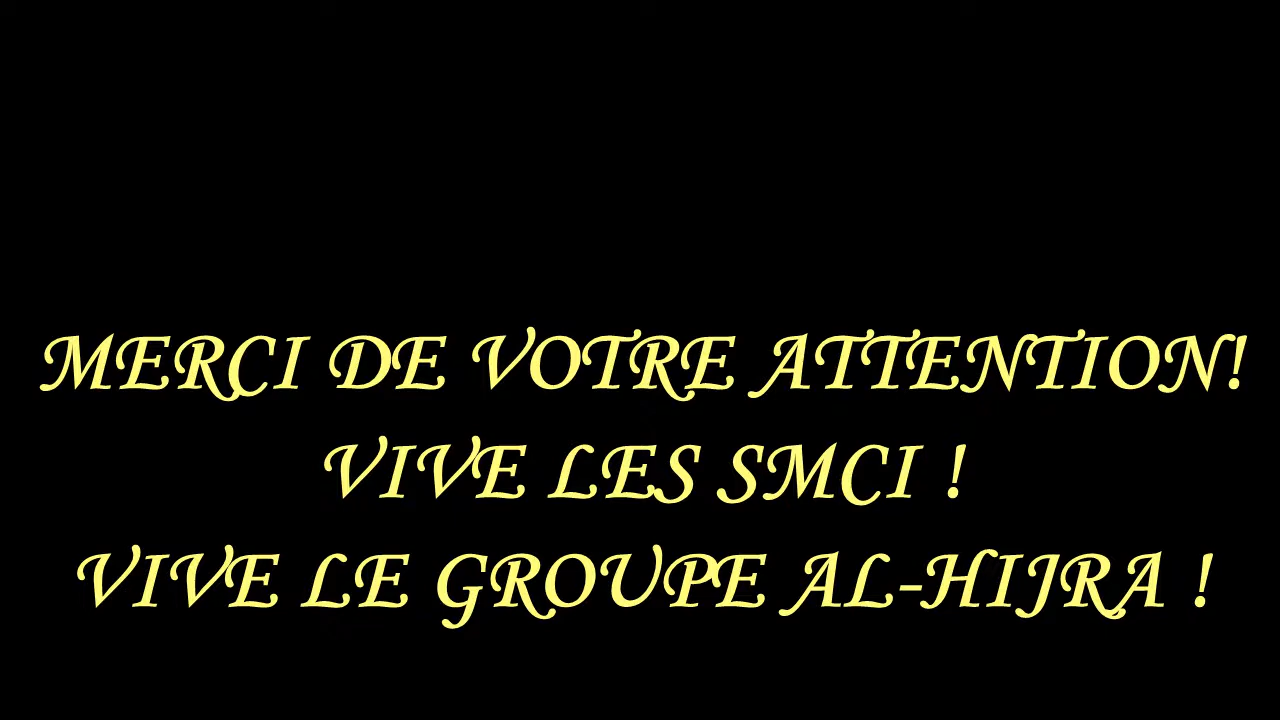 MERCI DE VOTRE ATTENTION!
VIVE LES SMCI !
VIVE LE GROUPE AL-HIJRA !